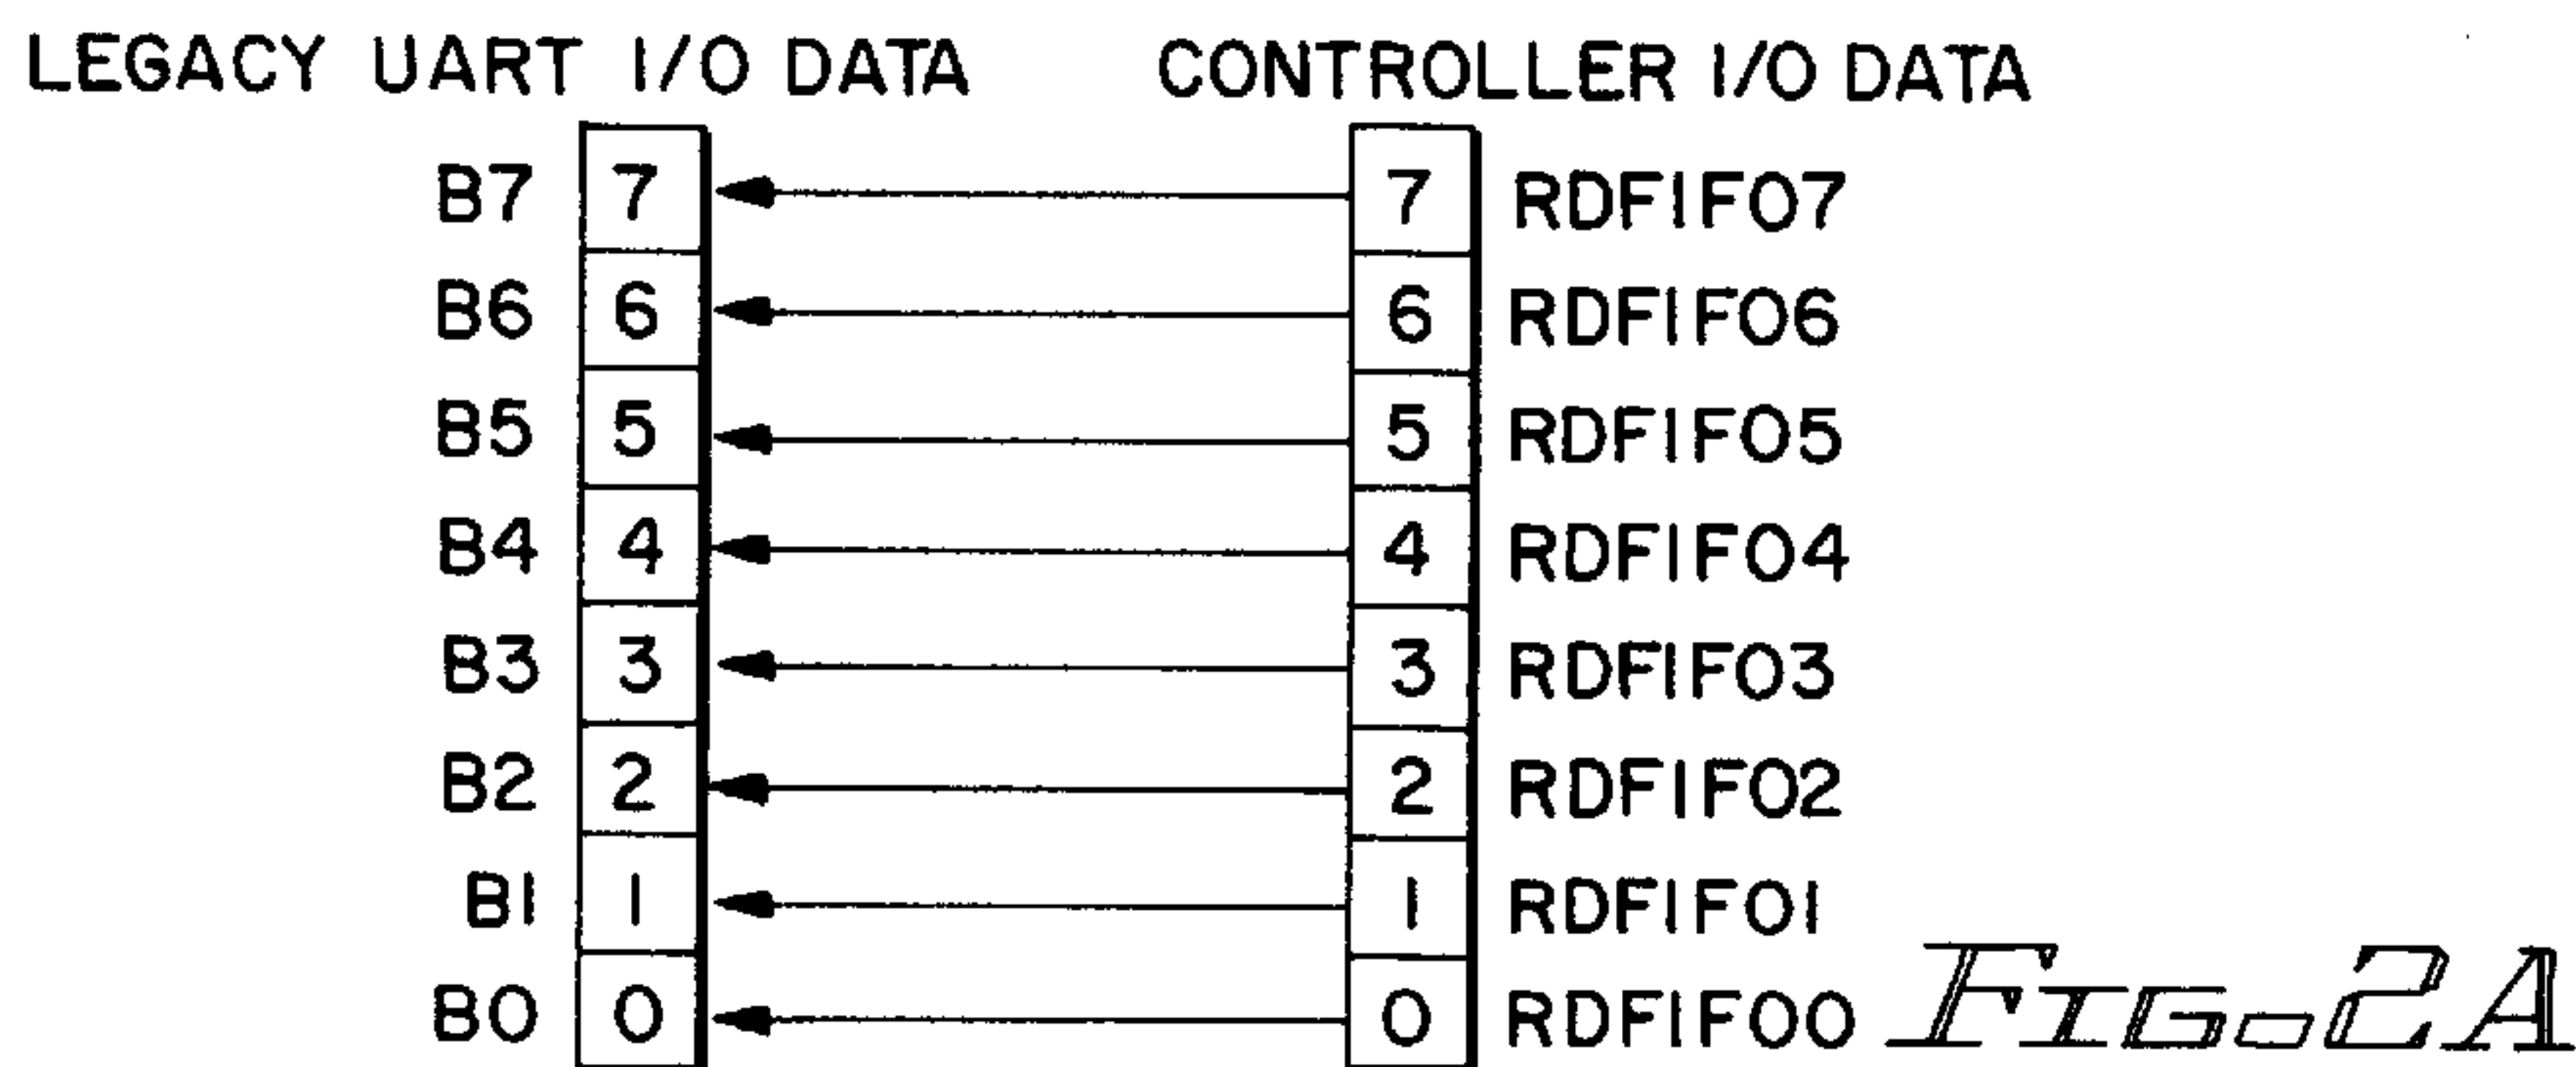 LEGACY UART I/O DATA CONTROLLER I/O DATA
B7 7 7 RDFIFO7
B6 6 6 RDFIFO6
B5 5 5 RDFIFO5
B4 4 4 RDFIFO4
B3 3 3 RDFIFO3
B2 2 2 RDFIFO2
B1 1 1 RDFIFO1
B0 0 0 RDFIFO0
FIG. 2A